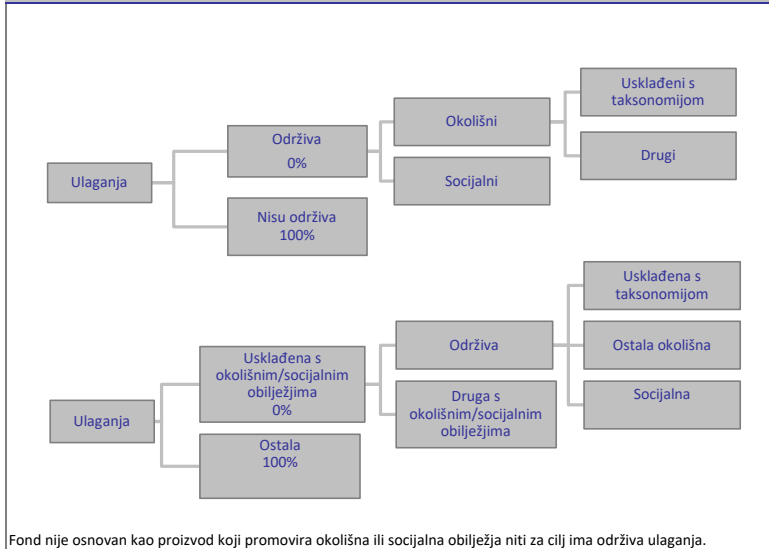 Ulaganja
Održiva
0%
Nisu održiva
100%
Okolišni
Socijalni
Usklađeni s
taksonomijom
Drugi
Ulaganja
Usklađena s
okolišnim/socijalnim
obilježjima
0%
Ostala
100%
Održiva
Druga s
okolišnim/socijalnim
obilježjima
Usklađena s
taksonomijom
Ostala okolišna
Socijalna
Fond nije osnovan kao proizvod koji promovira okolišna ili socijalna obilježja niti za cilj ima održiva ulaganja.